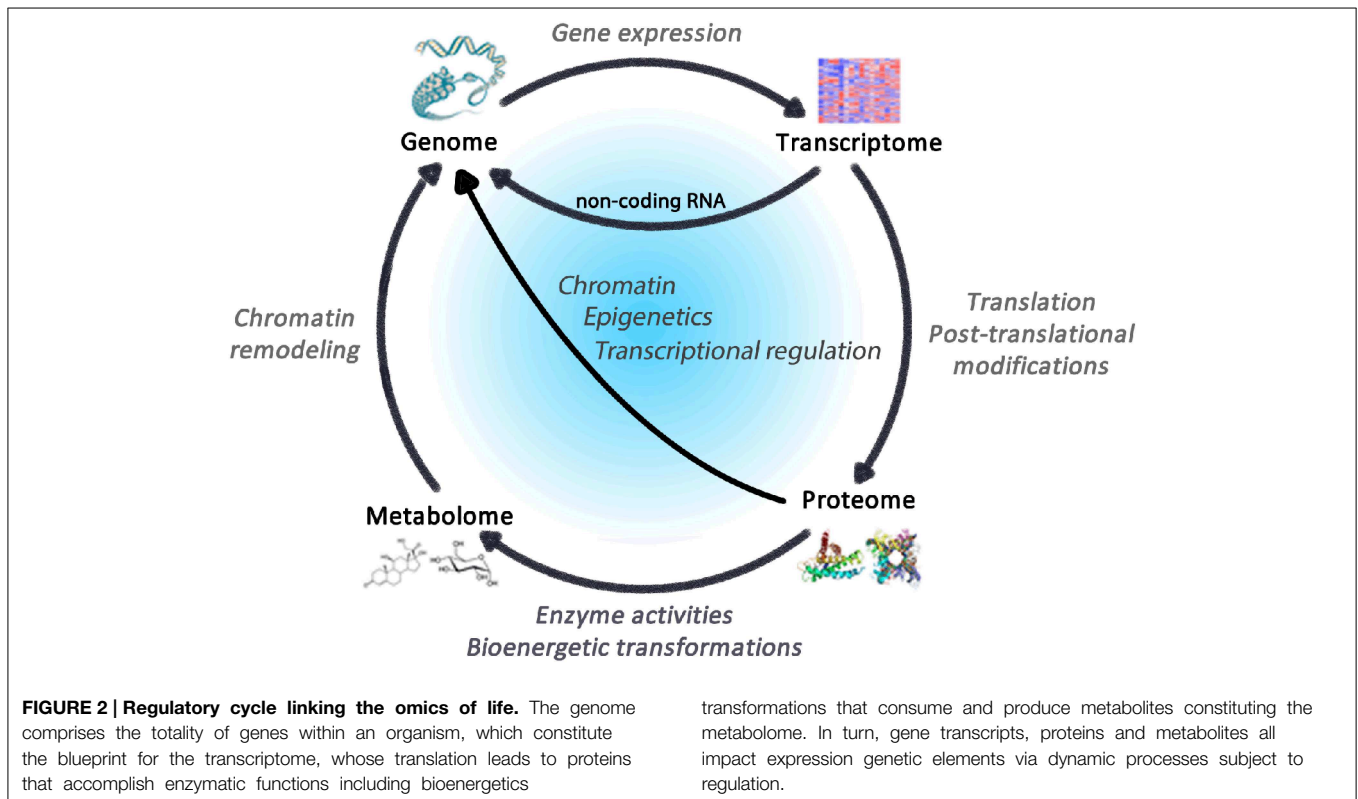 Gene expression
Genome
Transcriptome
non-coding RNA
Chromatin
Epigenetics
Transcriptional regulation
Chromatin
remodeling
Translation
Post-translational
modifications
Metabolome
Proteome
Enzyme activities
Bioenergetic transformations
FIGURE 2 | Regulatory cycle linking the omics of life. The genome
comprises the totality of genes within an organism, which constitute
the blueprint for the transcriptome, whose translation leads to proteins
that accomplish enzymatic functions including bioenergetics
transformations that consume and produce metabolites constituting the
metabolome. In turn, gene transcripts, proteins and metabolites all
impact expression genetic elements via dynamic processes subject to
regulation.